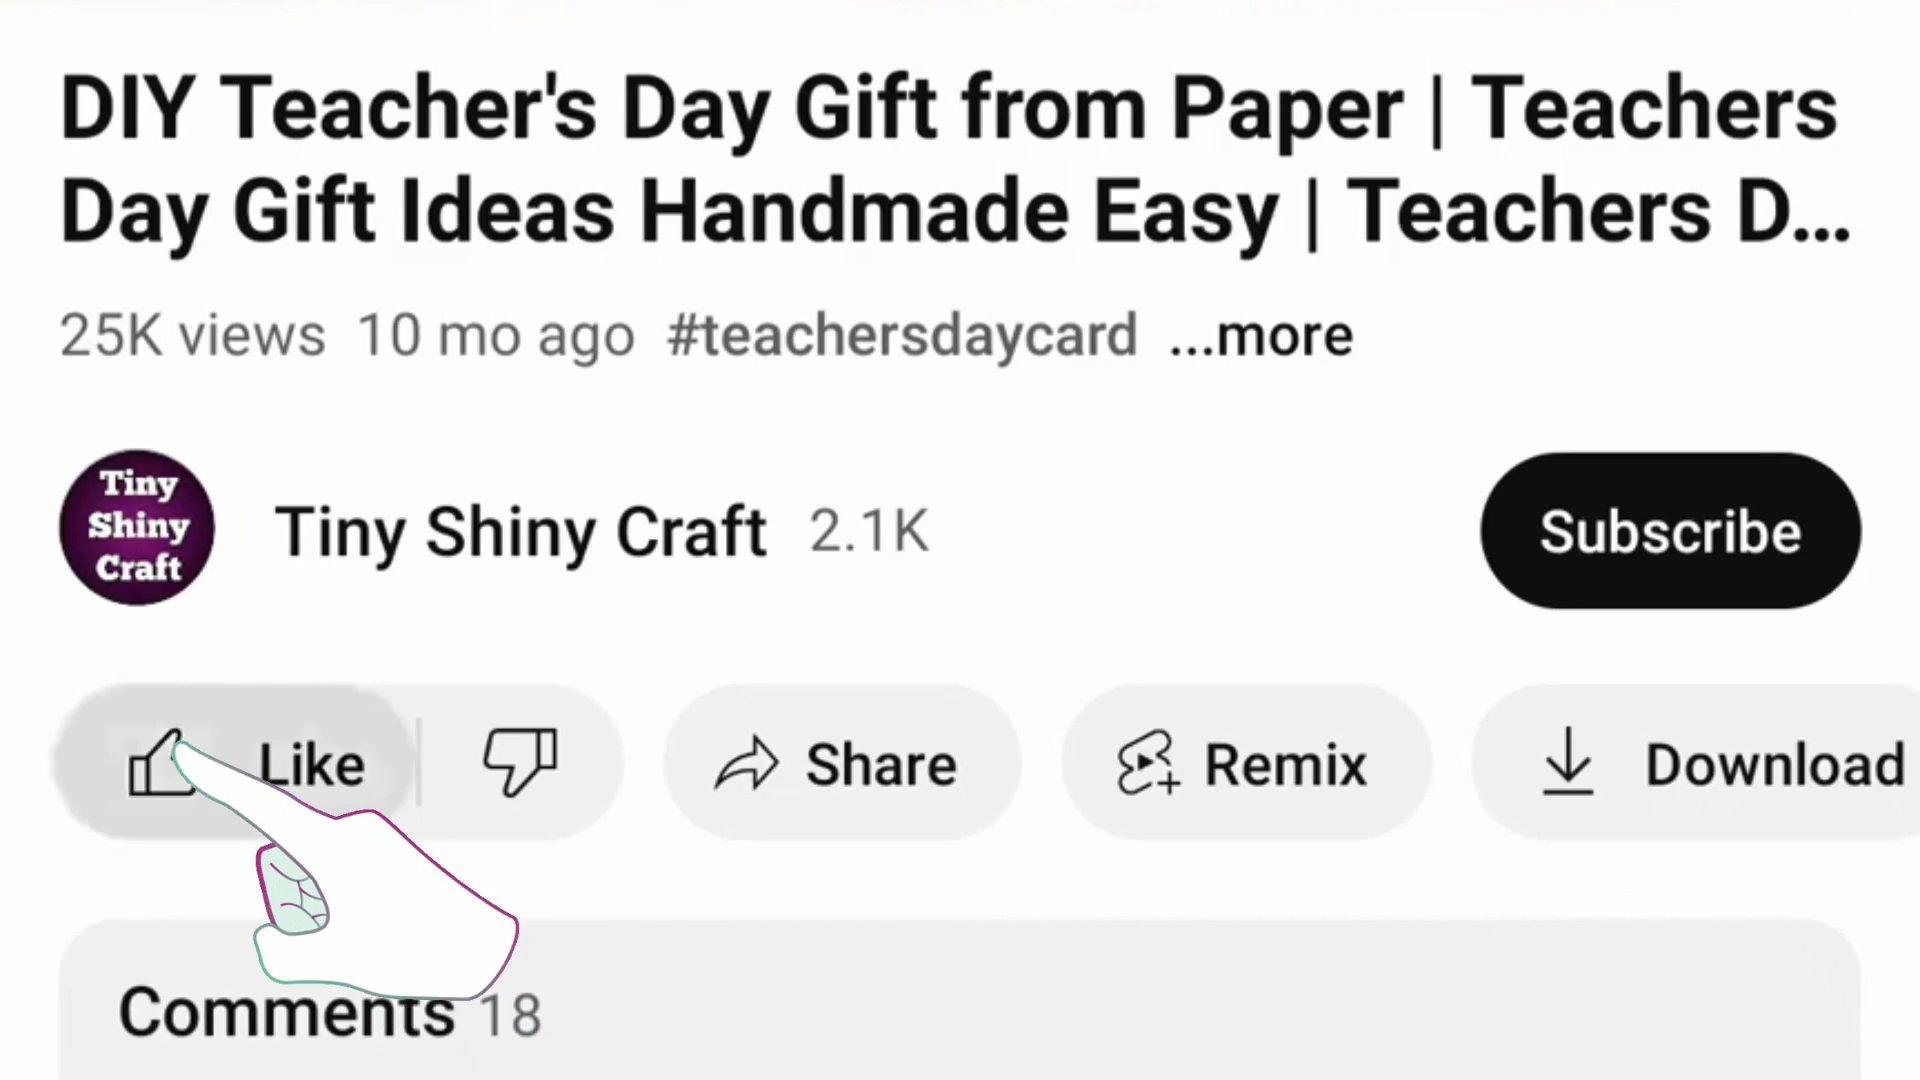 DIY Teacher's Day Gift from Paper | Teachers
Day Gift Ideas Handmade Easy | Teachers D...
25K views 10 mo ago #teachersdaycard ...more
Tiny
Shiny
Craft
Tiny Shiny Craft 2.1K
Subscribe
Like
Share
Remix
Download
Comments 18